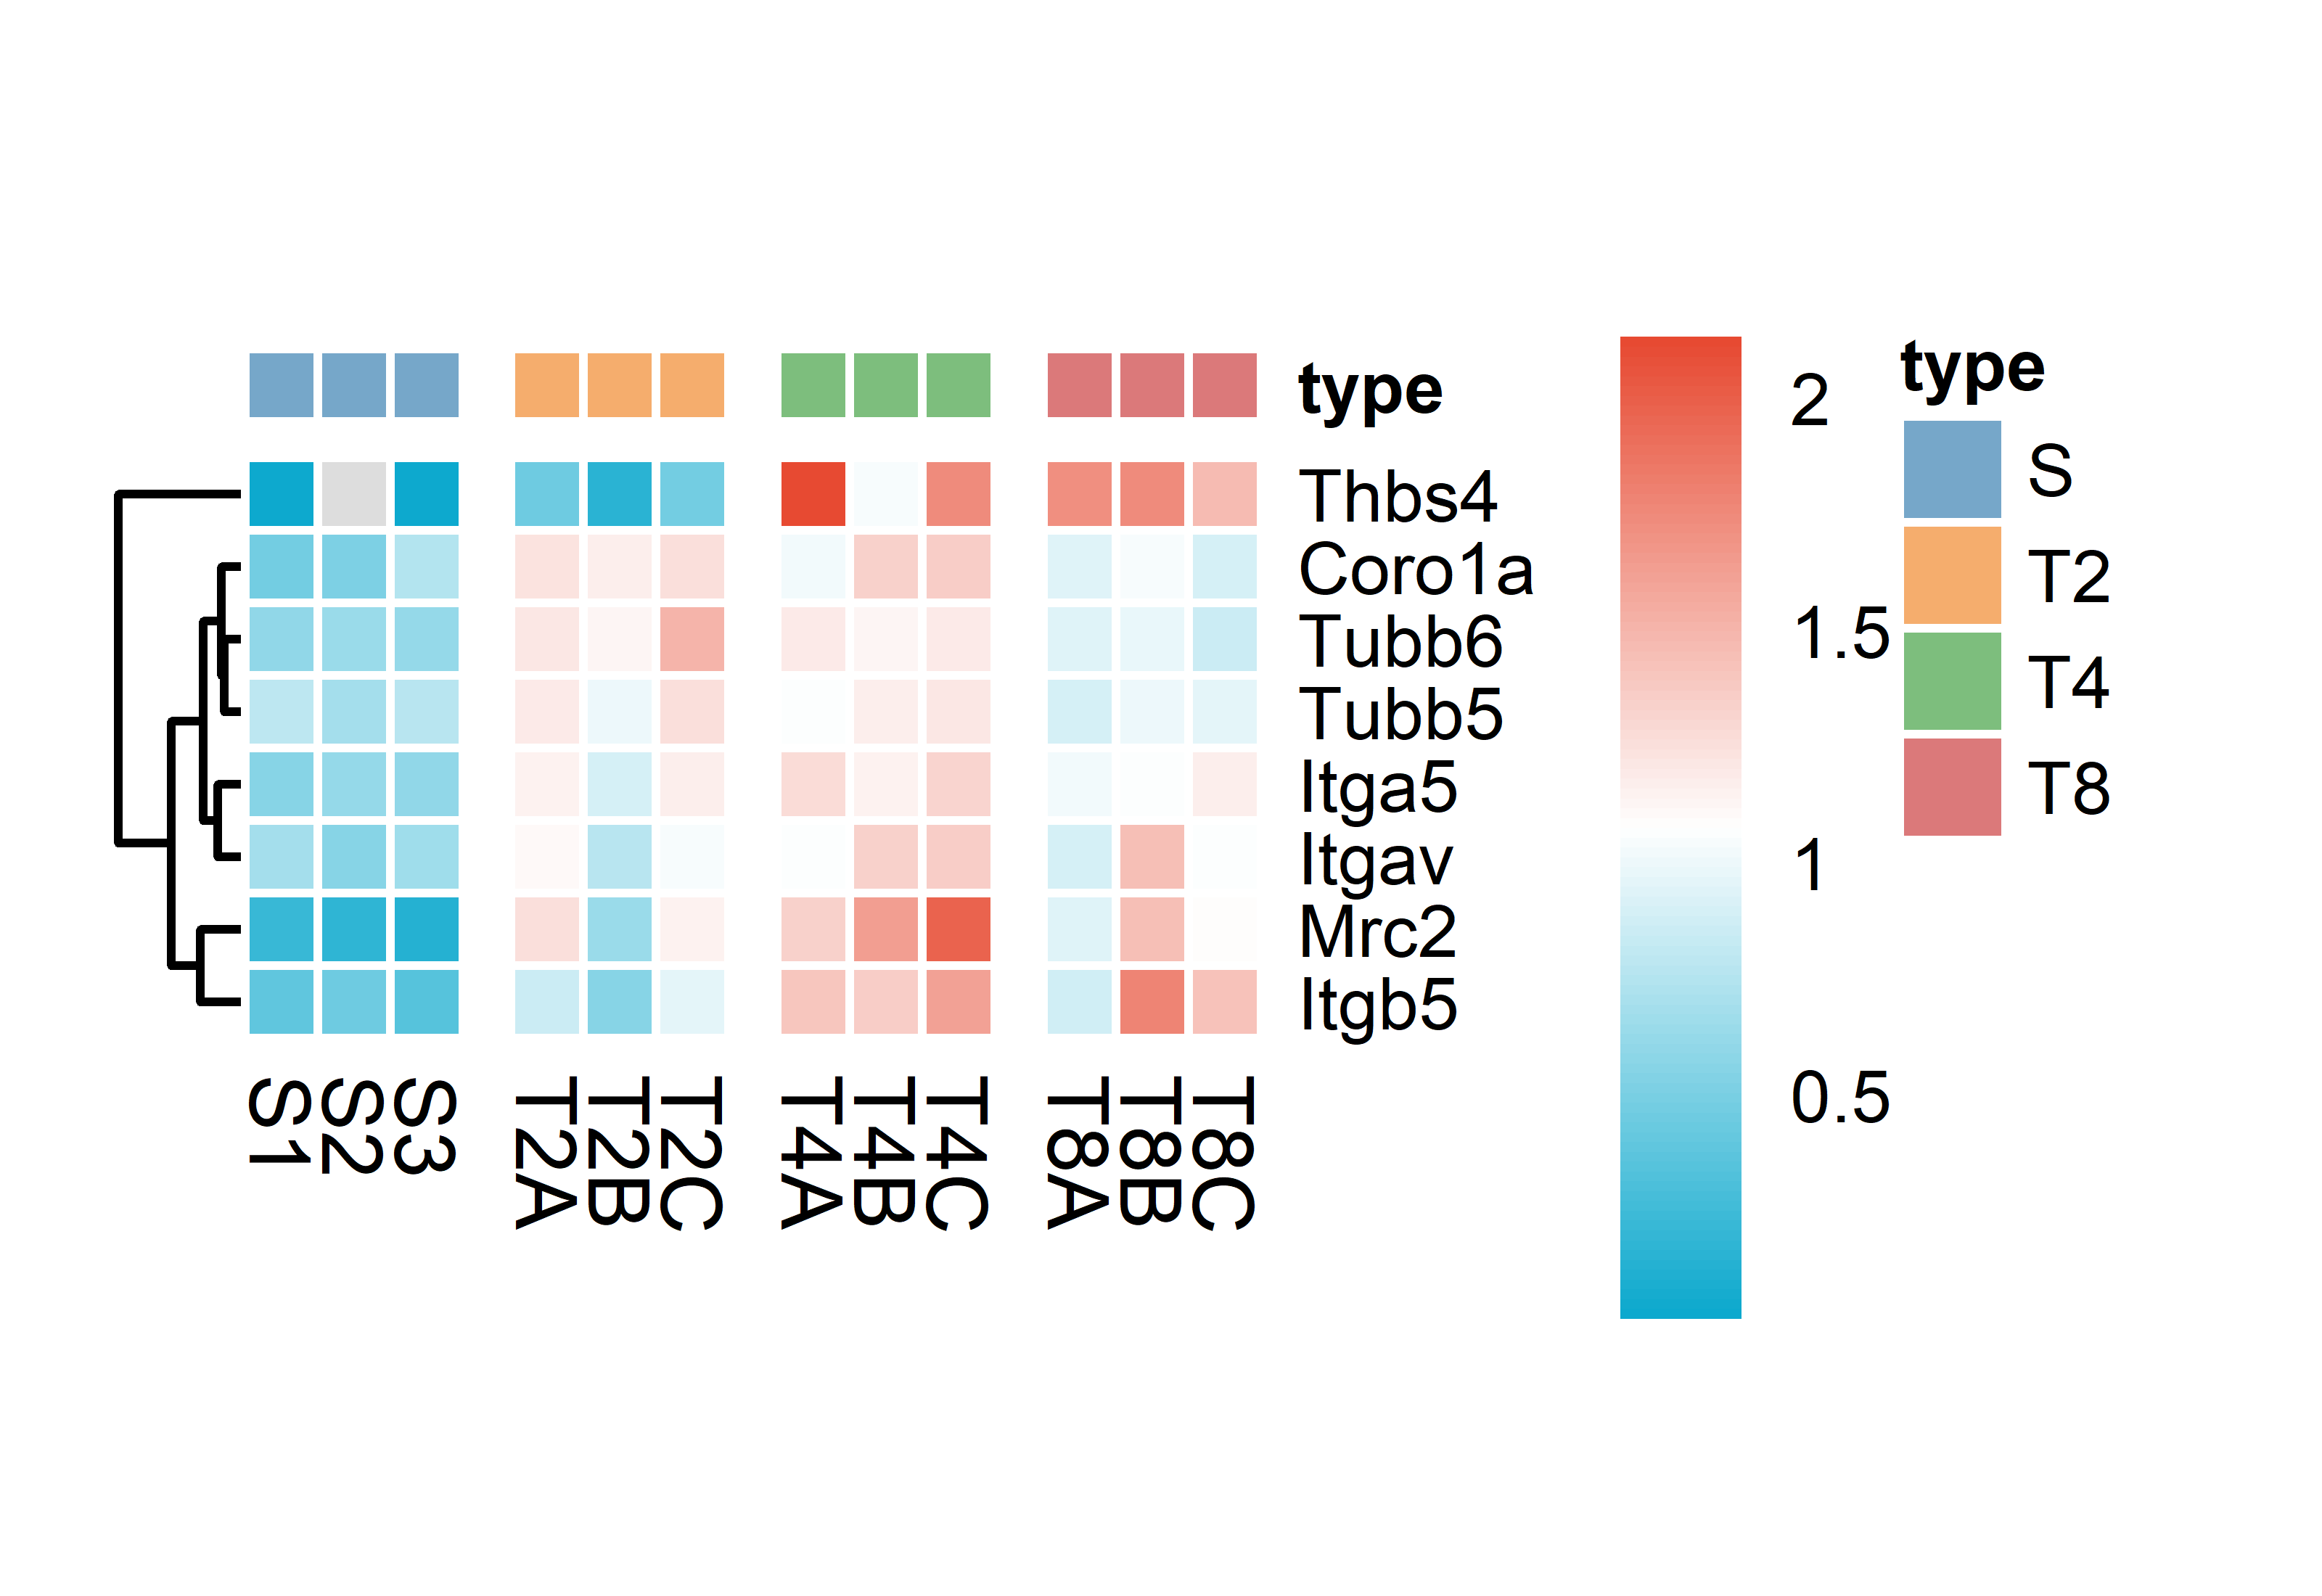 type
Thbs4
Coro1a
Tubb6
Tubb5
Itga5
Itgav
Mrc2
Itgb5
S1
S2
S3
T2A
T2B
T2C
T4A
T4B
T4C
T8A
T8B
T8C
2
1.5
1
0.5
type
S
T2
T4
T8